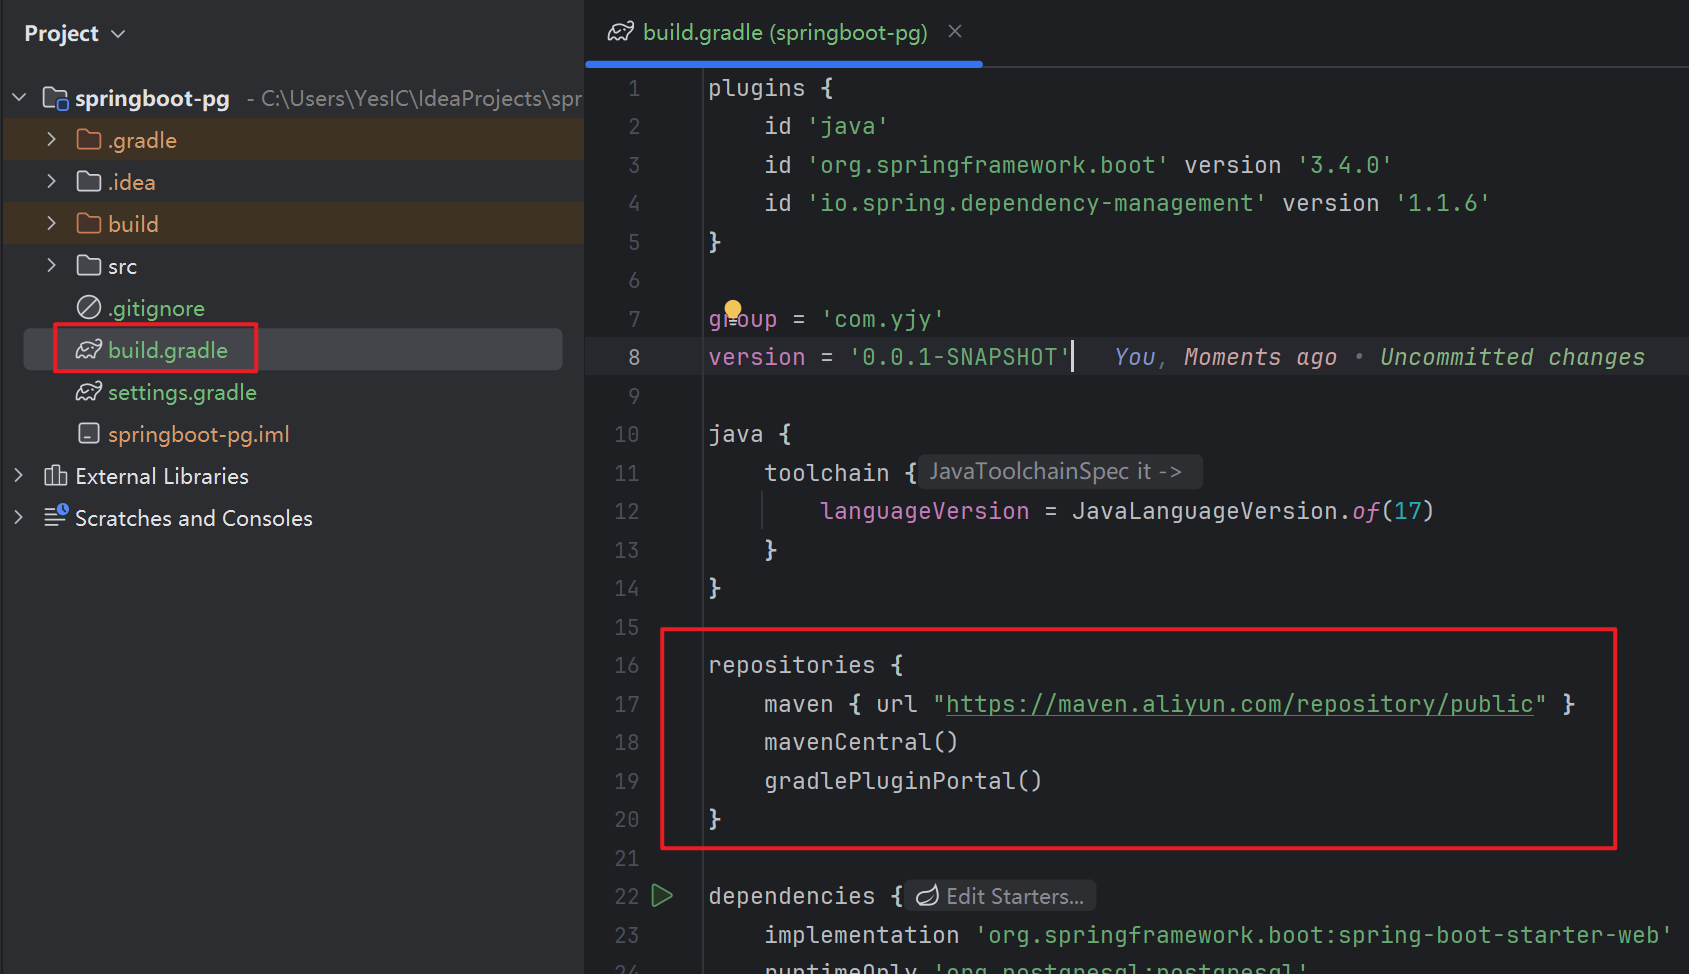 Project
springboot-pg - C:\Users\YesIC\IdeaProjects\spr
.gradle
.idea
build
src
.gitignore
build.gradle
settings.gradle
springboot-pg.iml
External Libraries
Scratches and Consoles
build.gradle (springboot-pg)
1 plugins {
2 id 'java'
3 id 'org.springframework.boot' version '3.4.0'
4 id 'io.spring.dependency-management' version '1.1.6'
5 }
6
7 group = 'com.yjy'
8 version = '0.0.1-SNAPSHOT' You, Moments ago • Uncommitted changes
9
10 java {
11 toolchain { JavaToolchainSpec it ->
12 languageVersion = JavaLanguageVersion.of(17)
13 }
14 }
15
16 repositories {
17 maven { url "https://maven.aliyun.com/repository/public" }
18 mavenCentral()
19 gradlePluginPortal()
20 }
21
22 dependencies { Edit Starters...
23 implementation 'org.springframework.boot:spring-boot-starter-web'
24 runtimeOnly 'org.postgresql:postgresql'